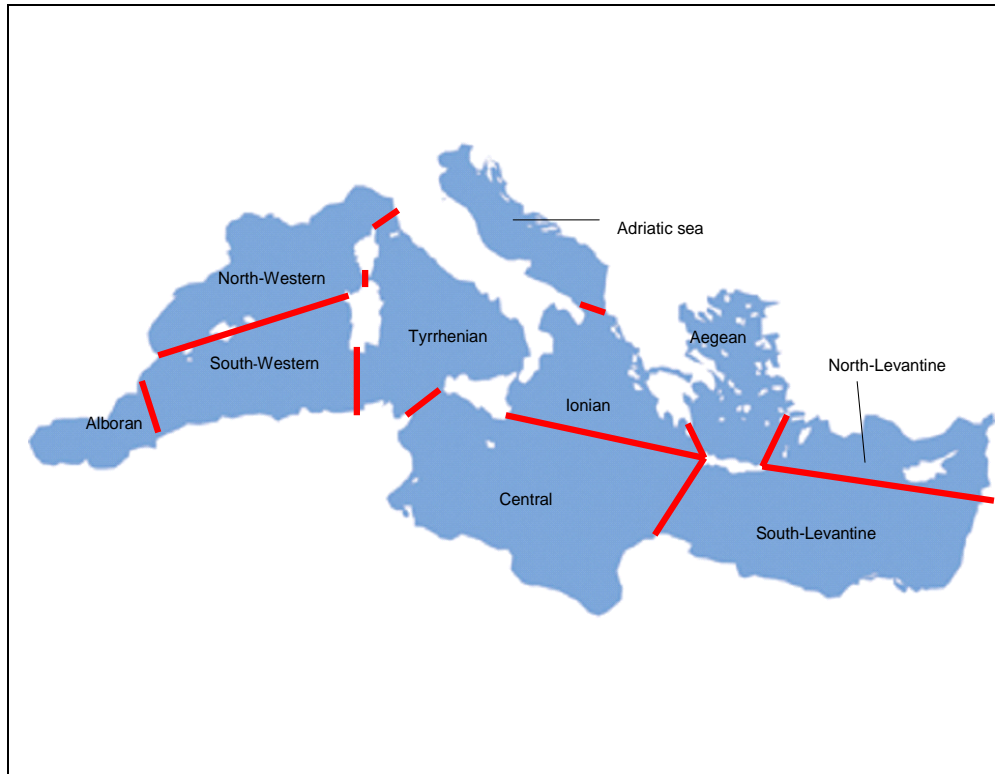 Adriatic sea
North-Western
Tyrrhenian
Aegean
South-Western
North-Levantine
Ionian
Alboran
Central
South-Levantine